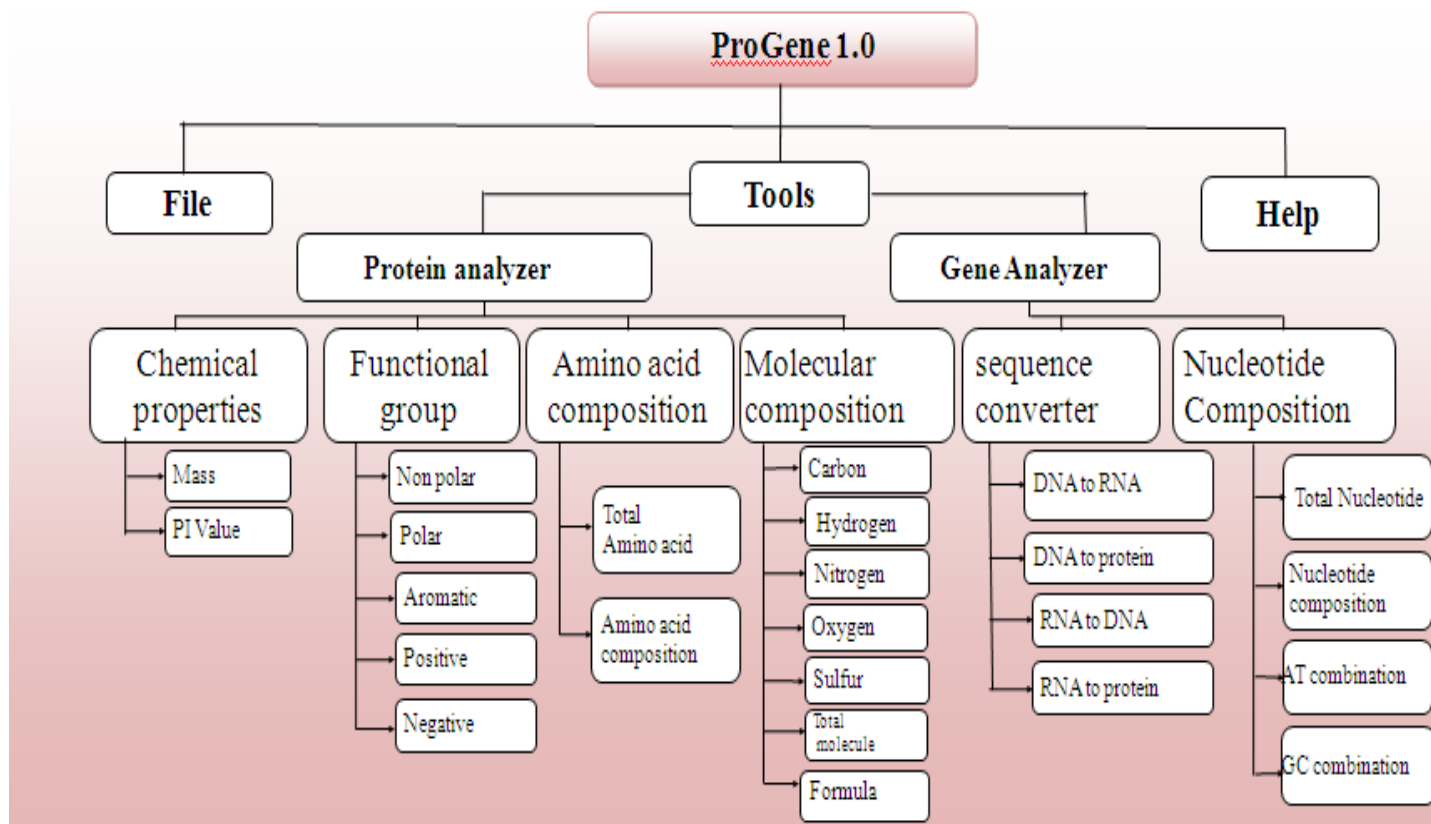 ProGene 1.0
File
Tools
Help
Protein analyzer
Gene Analyzer
Chemical
properties
Functional
group
Amino acid
composition
Molecular
composition
sequence
converter
Nucleotide
Composition
Mass
PI Value
Non polar
Polar
Aromatic
Positive
Negative
Total
Amino acid
Amino acid
composition
Carbon
Hydrogen
Nitrogen
Oxygen
Sulfur
Total
molecule
Formula
DNA to RNA
DNA to protein
RNA to DNA
RNA to protein
Total Nucleotide
Nucleotide
composition
AT combination
GC combination